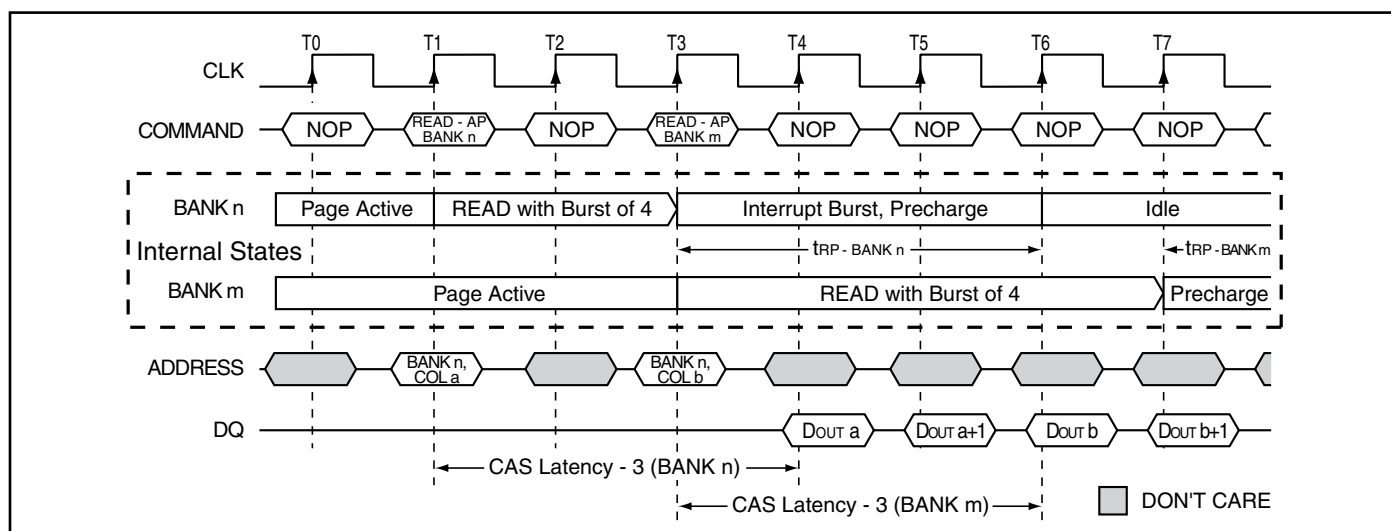 T0 T1 T2 T3 T4 T5 T6 T7
CLK
COMMAND NOP READ - AP BANK n NOP READ - AP BANK m NOP NOP NOP NOP
BANK n Page Active READ with Burst of 4 Interrupt Burst, Precharge Idle
Internal States tRP - BANK n tRP - BANK m
BANK m Page Active READ with Burst of 4 Precharge
ADDRESS BANK n, COL a BANK n, COL b
DQ DOUT a DOUT a+1 DOUT b DOUT b+1
CAS Latency - 3 (BANK n)
CAS Latency - 3 (BANK m) DON'T CARE